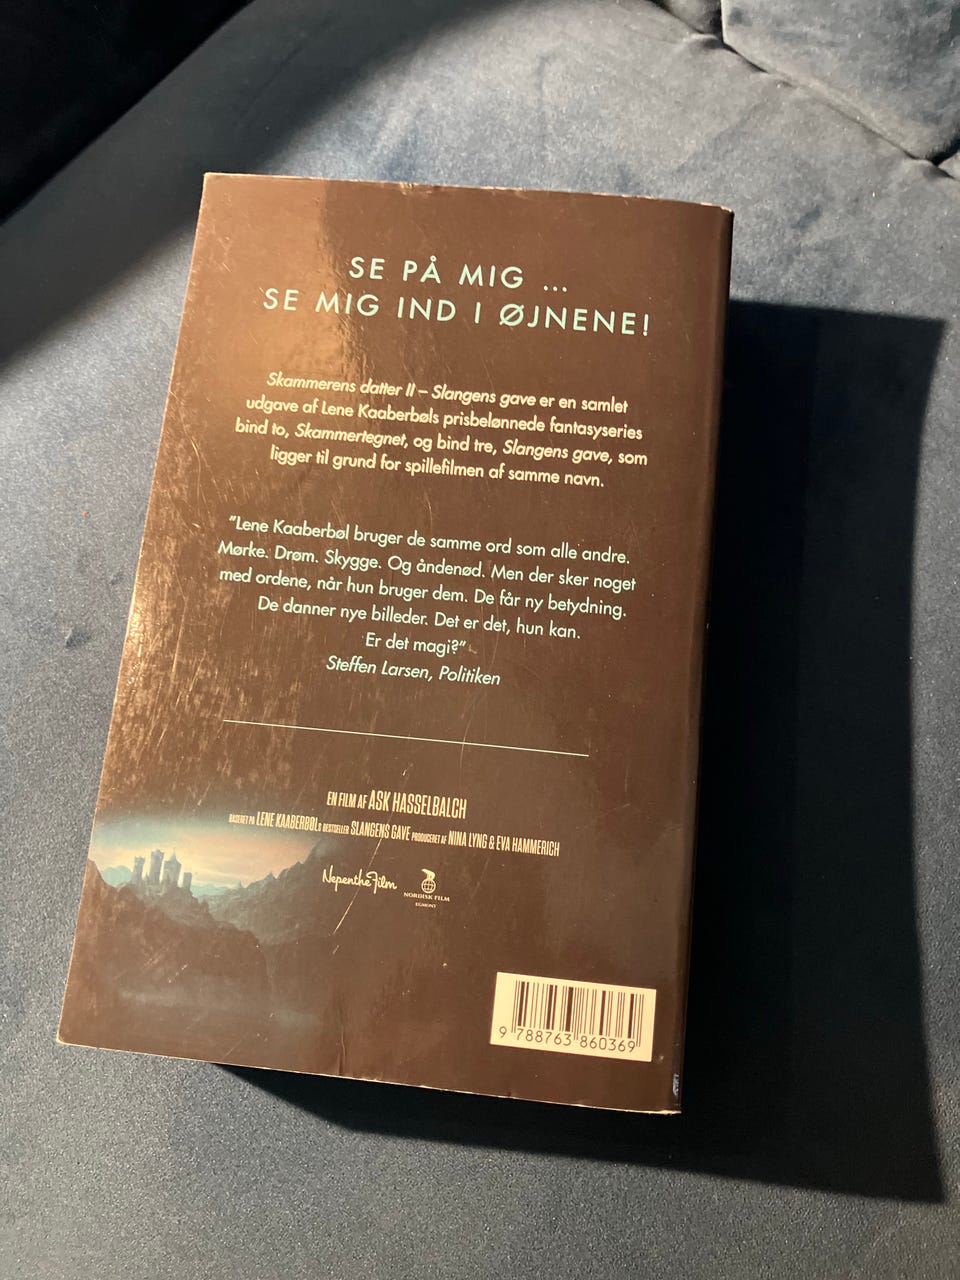 SE PÅ MIG ...
SE MIG IND I ØJNENE!
Skammerens datter II – Slangens gave er en samlet
udgave af Lene Kaaberbøls prisbelønnede fantasyseries
bind to, Skammertegnet, og bind tre, Slangens gave, som
ligger til grund for spillefilmen af samme navn.
"Lene Kaaberbøl bruger de samme ord som alle andre.
Mørke. Drøm. Skygge. Og åndenød. Men der sker noget
med ordene, når hun bruger dem. De får ny betydning.
De danner nye billeder. Det er det, hun kan.
Er det magi?"
Steffen Larsen, Politiken
EN FILM AF ASK HASSELBALCH
BASERET PÅ LENE KAABERBØLS BESTSELLER SLANGENS GAVE PRODUCERET AF NINA LYNG & EVA HAMMERICH
Nepenthe Film
NORDISK FILM
EGMONT
9 788763 860369